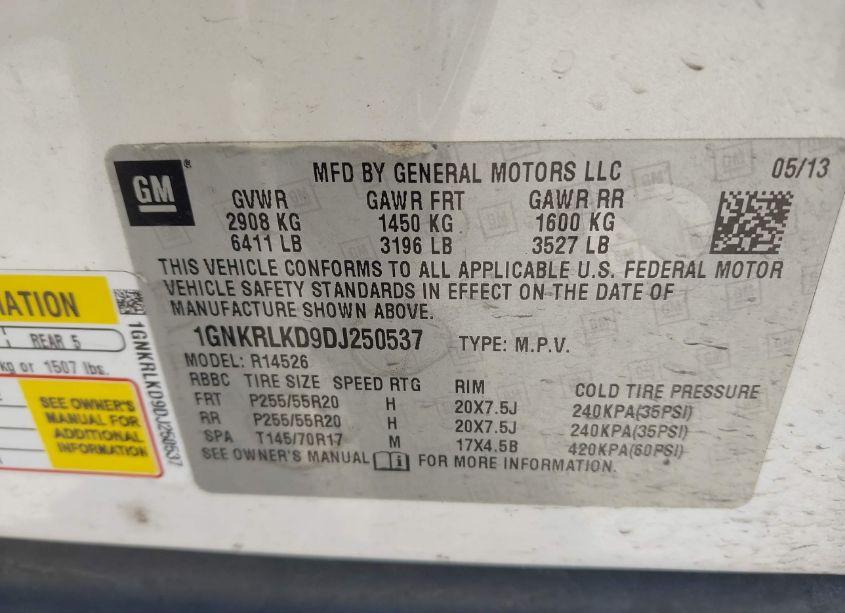 GM ®
MFD BY GENERAL MOTORS LLC 05/13
GVWR GAWR FRT GAWR RR
2908 KG 1450 KG 1600 KG
6411 LB 3196 LB 3527 LB
THIS VEHICLE CONFORMS TO ALL APPLICABLE U.S. FEDERAL MOTOR
VEHICLE SAFETY STANDARDS IN EFFECT ON THE DATE OF
MANUFACTURE SHOWN ABOVE.
1GNKRLKD9DJ250537 TYPE: M.P.V.
MODEL: R14526
RBBC TIRE SIZE SPEED RTG RIM COLD TIRE PRESSURE
FRT P255/55R20 H 20X7.5J 240KPA(35PSI)
RR P255/55R20 H 20X7.5J 240KPA(35PSI)
SPA T145/70R17 M 17X4.5B 420KPA(60PSI)
SEE OWNER'S MANUAL FOR MORE INFORMATION.
MATION
REAR 5
kg or 1507 lbs.
SEE OWNER'S
MANUAL FOR
ADDITIONAL
INFORMATION
1GNKRLKD9DJ250537